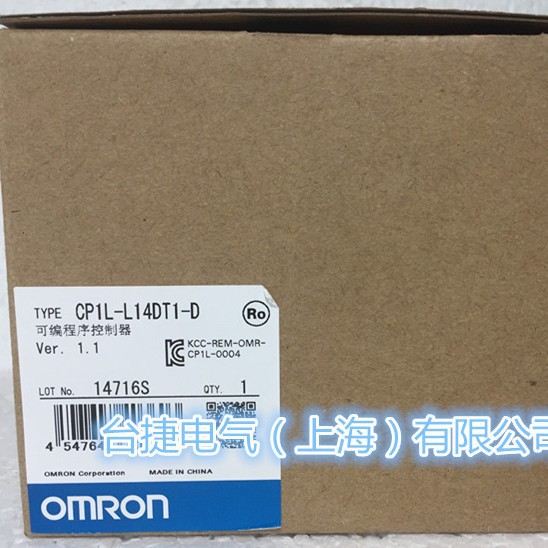 TYPE CP1L-L14DT1-D
Ro
可编程序控制器
Ver. 1.1
KCC-REM-OMR-
CP1L-0004
LOT No. 14716S QTY. 1
台捷电气（上海）有限公司
4 54764
OMRON Corporation MADE IN CHINA
OMRON